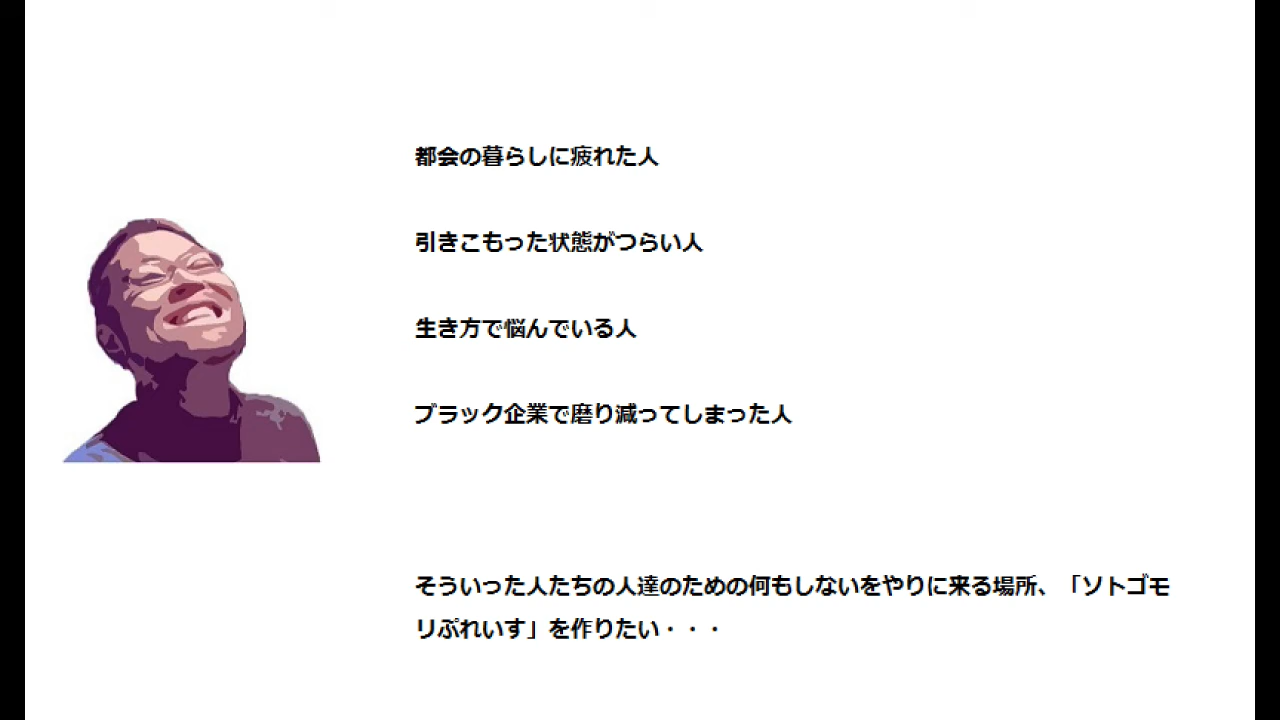 都会の暮らしに疲れた人
引きこもった状態がつらい人
生き方で悩んでいる人
ブラック企業で磨り減ってしまった人
そういった人たちの人達のための何もしないをやりに来る場所、「ソトゴモ
リぷれいす」を作りたい・・・